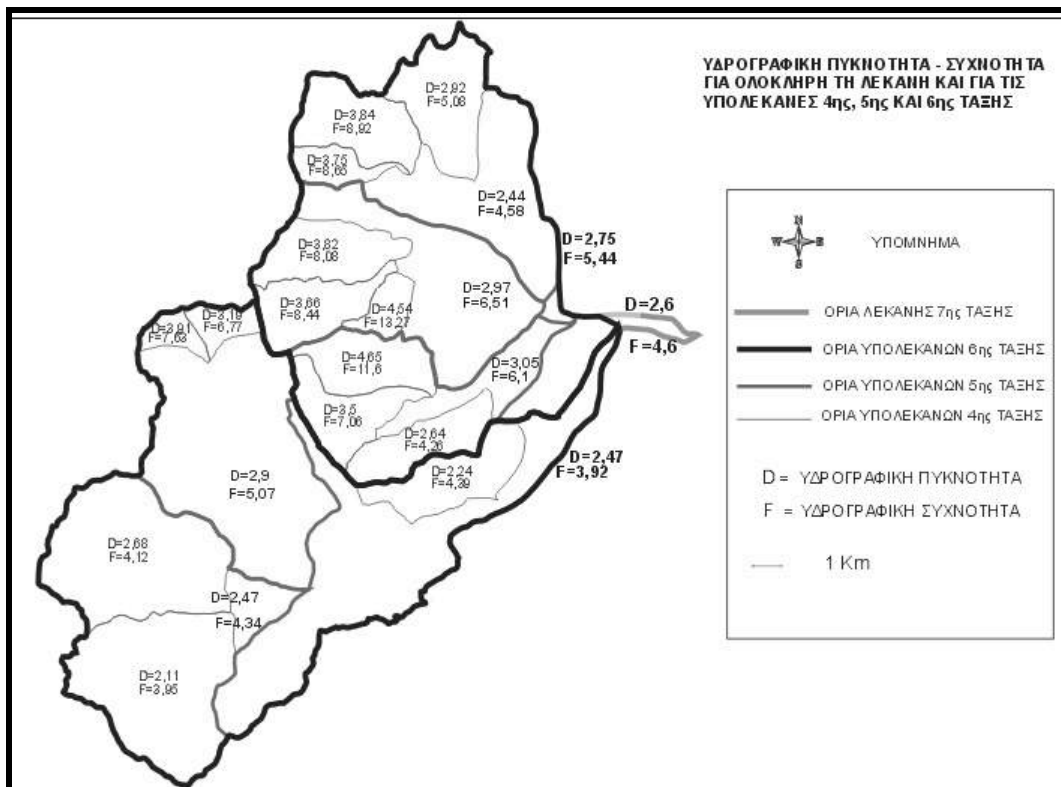 ΥΔΡΟΓΡΑΦΙΚΗ ΠΥΚΝΟΤΗΤΑ - ΣΥΧΝΟΤΗΤΑ
ΓΙΑ ΟΛΟΚΛΗΡΗ ΤΗ ΛΕΚΑΝΗ ΚΑΙ ΓΙΑ ΤΙΣ
ΥΠΟΛΕΚΑΝΕΣ 4ης, 5ης ΚΑΙ 6ης ΤΑΞΗΣ
D=2,92
F=5,08
D=3,84
F=8,92
D=3,75
F=8,65
D=2,44
F=4,58
D=2,75
F=5,44
D=3,82
F=8,08
D=2,97
F=6,51
D=3,66
F=8,44
D=4,54
F=13,27
D=2,6
F=4,6
D=3,91
F=7,63
D=3,19
F=6,77
D=4,65
F=11,6
D=3,05
F=6,1
D=3,5
F=7,06
D=2,64
F=4,26
D=2,24
F=4,39
D=2,47
F=3,92
D=2,9
F=5,07
D=2,68
F=4,12
D=2,47
F=4,34
D=2,11
F=3,95
N
W E
S
ΥΠΟΜΝΗΜΑ
ΟΡΙΑ ΛΕΚΑΝΗΣ 7ης ΤΑΞΗΣ
ΟΡΙΑ ΥΠΟΛΕΚΑΝΩΝ 6ης ΤΑΞΗΣ
ΟΡΙΑ ΥΠΟΛΕΚΑΝΩΝ 5ης ΤΑΞΗΣ
ΟΡΙΑ ΥΠΟΛΕΚΑΝΩΝ 4ης ΤΑΞΗΣ
D = ΥΔΡΟΓΡΑΦΙΚΗ ΠΥΚΝΟΤΗΤΑ
F = ΥΔΡΟΓΡΑΦΙΚΗ ΣΥΧΝΟΤΗΤΑ
1 Km